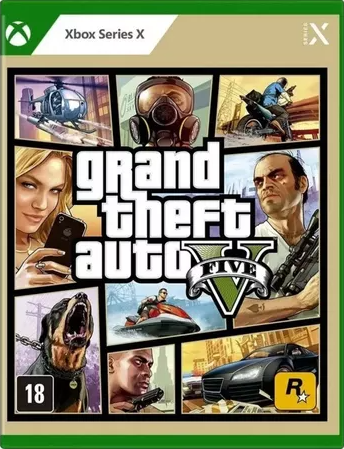 Xbox Series X
SERIES X
grand
theft
auto
V
FIVE
18
R